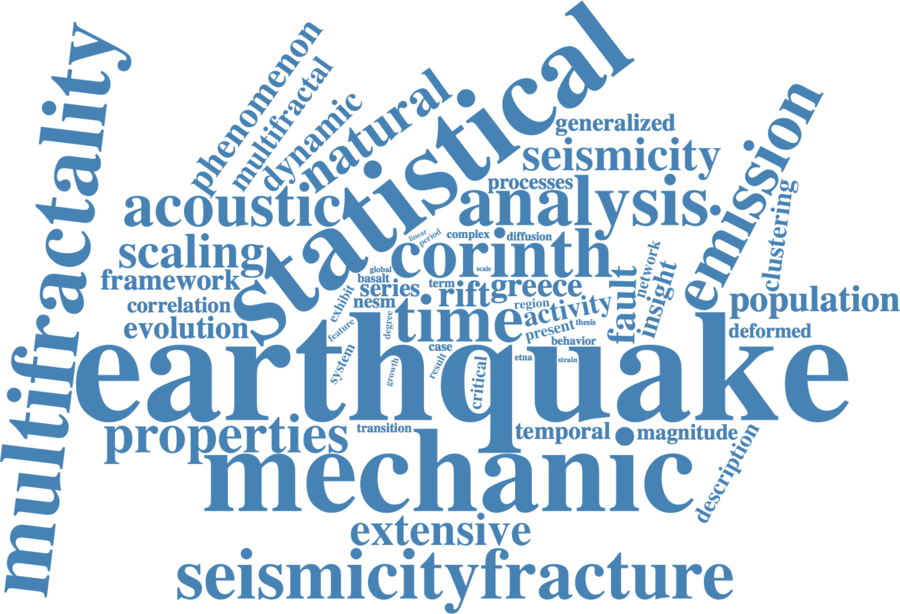 multifractality
phenomenon
multifractal
dynamic
natural
statistical
generalized
seismicity
processes
analysis
emission
clustering
acoustic
scaling
framework
correlation
evolution
linear
period
complex
diffusion
corinth
global
scale
basalt
series
term
rift
greece
network
insight
fault
exhibit
nesm
region
activity
population
feature
degree
time
present
thesis
behavior
deformed
system
case
growth
result
critical
etna
strain
earthquake
properties
transition
temporal
magnitude
description
mechanic
extensive
seismicityfracture